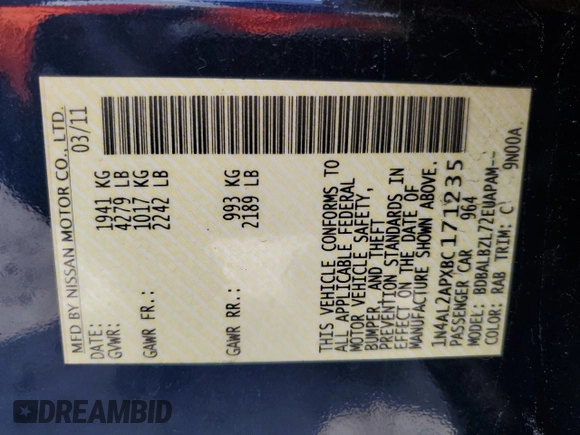 MFD BY NISSAN MOTOR CO., LTD.
DATE: 03/11
GVWR: 1941 KG
4279 LB
GAWR FR.: 1017 KG
2242 LB
GAWR RR.: 993 KG
2189 LB
THIS VEHICLE CONFORMS TO
ALL APPLICABLE FEDERAL
MOTOR VEHICLE SAFETY,
BUMPER, AND THEFT
PREVENTION STANDARDS IN
EFFECT ON THE DATE OF
MANUFACTURE SHOWN ABOVE.
1N4AL2APXBC171235
PASSENGER CAR 964
MODEL: BDBALBZL72EUAPAM--
COLOR: RAB TRIM: C 9N00A
DREAMBID